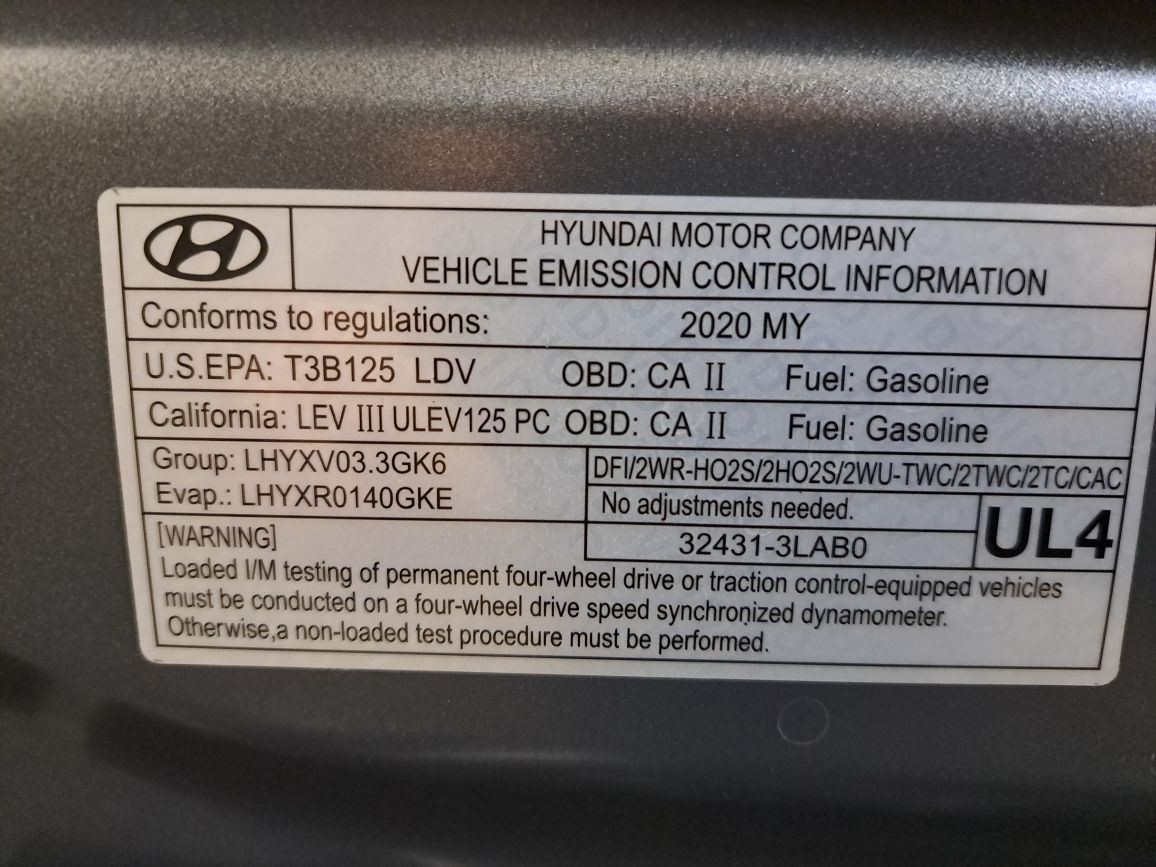 HYUNDAI MOTOR COMPANY
VEHICLE EMISSION CONTROL INFORMATION
Conforms to regulations: 2020 MY
U.S.EPA: T3B125 LDV OBD: CA II Fuel: Gasoline
California: LEV III ULEV125 PC OBD: CA II Fuel: Gasoline
Group: LHYXV03.3GK6
Evap.: LHYXR0140GKE
DFI/2WR-HO2S/2HO2S/2WU-TWC/2TWC/2TC/CAC
No adjustments needed.
32431-3LAB0
UL4
[WARNING]
Loaded I/M testing of permanent four-wheel drive or traction control-equipped vehicles
must be conducted on a four-wheel drive speed synchronized dynamometer.
Otherwise,a non-loaded test procedure must be performed.